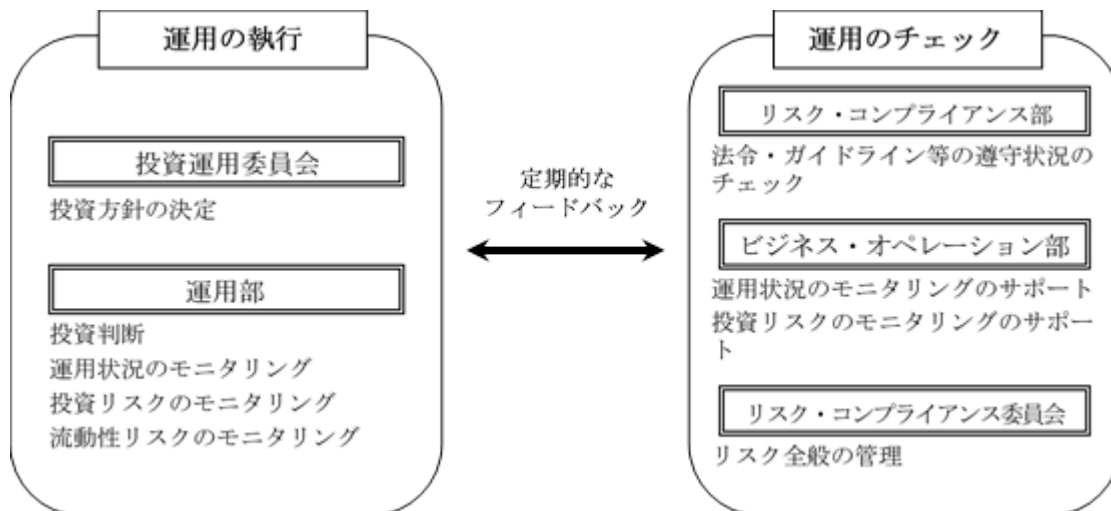 運用の執行
投資運用委員会
投資方針の決定
運用部
投資判断
運用状況のモニタリング
投資リスクのモニタリング
流動性リスクのモニタリング
定期的な
フィードバック
運用のチェック
リスク・コンプライアンス部
法令・ガイドライン等の遵守状況の
チェック
ビジネス・オペレーション部
運用状況のモニタリングのサポート
投資リスクのモニタリングのサポー
ト
リスク・コンプライアンス委員会
リスク全般の管理